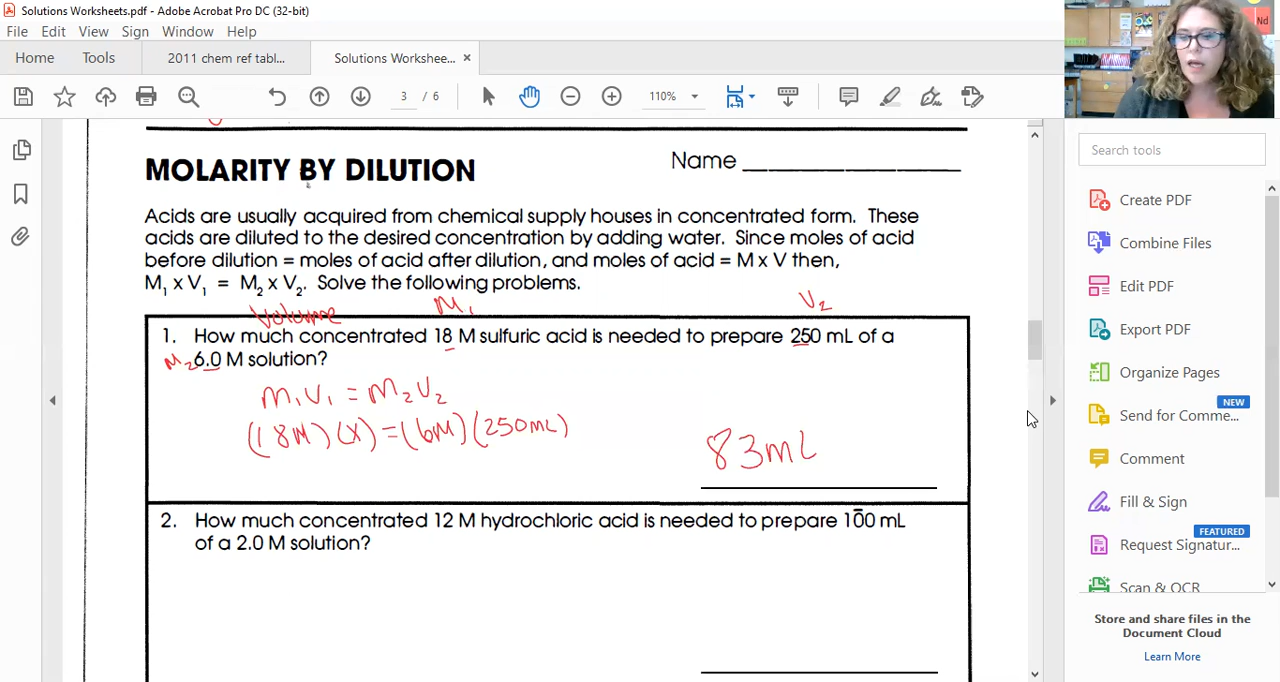 Solutions Worksheets.pdf - Adobe Acrobat Pro DC (32-bit)
File Edit View Sign Window Help
Home Tools 2011 chem ref tabl... Solutions Workshee... ×
3 / 6 110%
MOLARITY BY DILUTION Name
Acids are usually acquired from chemical supply houses in concentrated form. These
acids are diluted to the desired concentration by adding water. Since moles of acid
before dilution = moles of acid after dilution, and moles of acid = M x V then,
M₁ x V₁ = M₂ x V₂. Solve the following problems.
Volume M₁ V₂
1. How much concentrated 18 M sulfuric acid is needed to prepare 250 mL of a
M₂ 6.0 M solution?
M₁V₁ = M₂V₂
(18M)(X) = (6M)(250mL)
83mL
2. How much concentrated 12 M hydrochloric acid is needed to prepare 10̄0 mL
of a 2.0 M solution?
Nd
Search tools
Create PDF
Combine Files
Edit PDF
Export PDF
Organize Pages
NEW
Send for Comme...
Comment
Fill & Sign
FEATURED
Request Signatur...
Scan & OCR
Store and share files in the
Document Cloud
Learn More